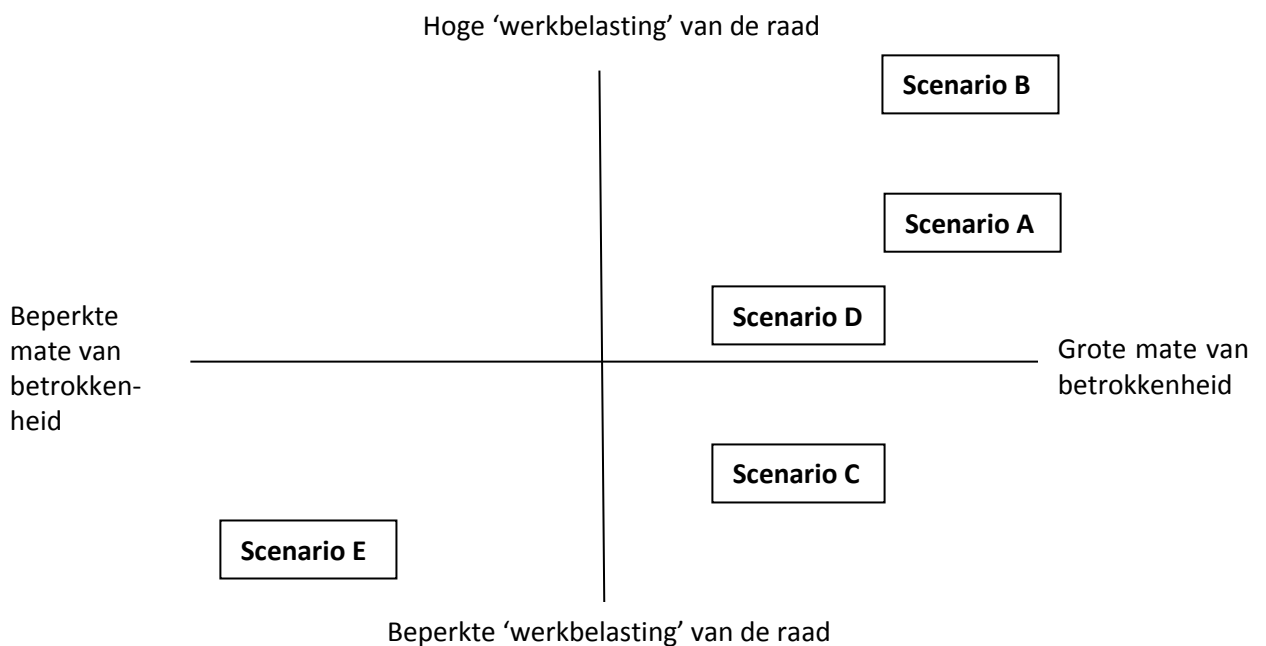 Hoge ‘werkbelasting’ van de raad
Scenario B
Scenario A
Scenario D
Beperkte
mate van
betrokken-
heid
Grote mate van
betrokkenheid
Scenario C
Scenario E
Beperkte ‘werkbelasting’ van de raad